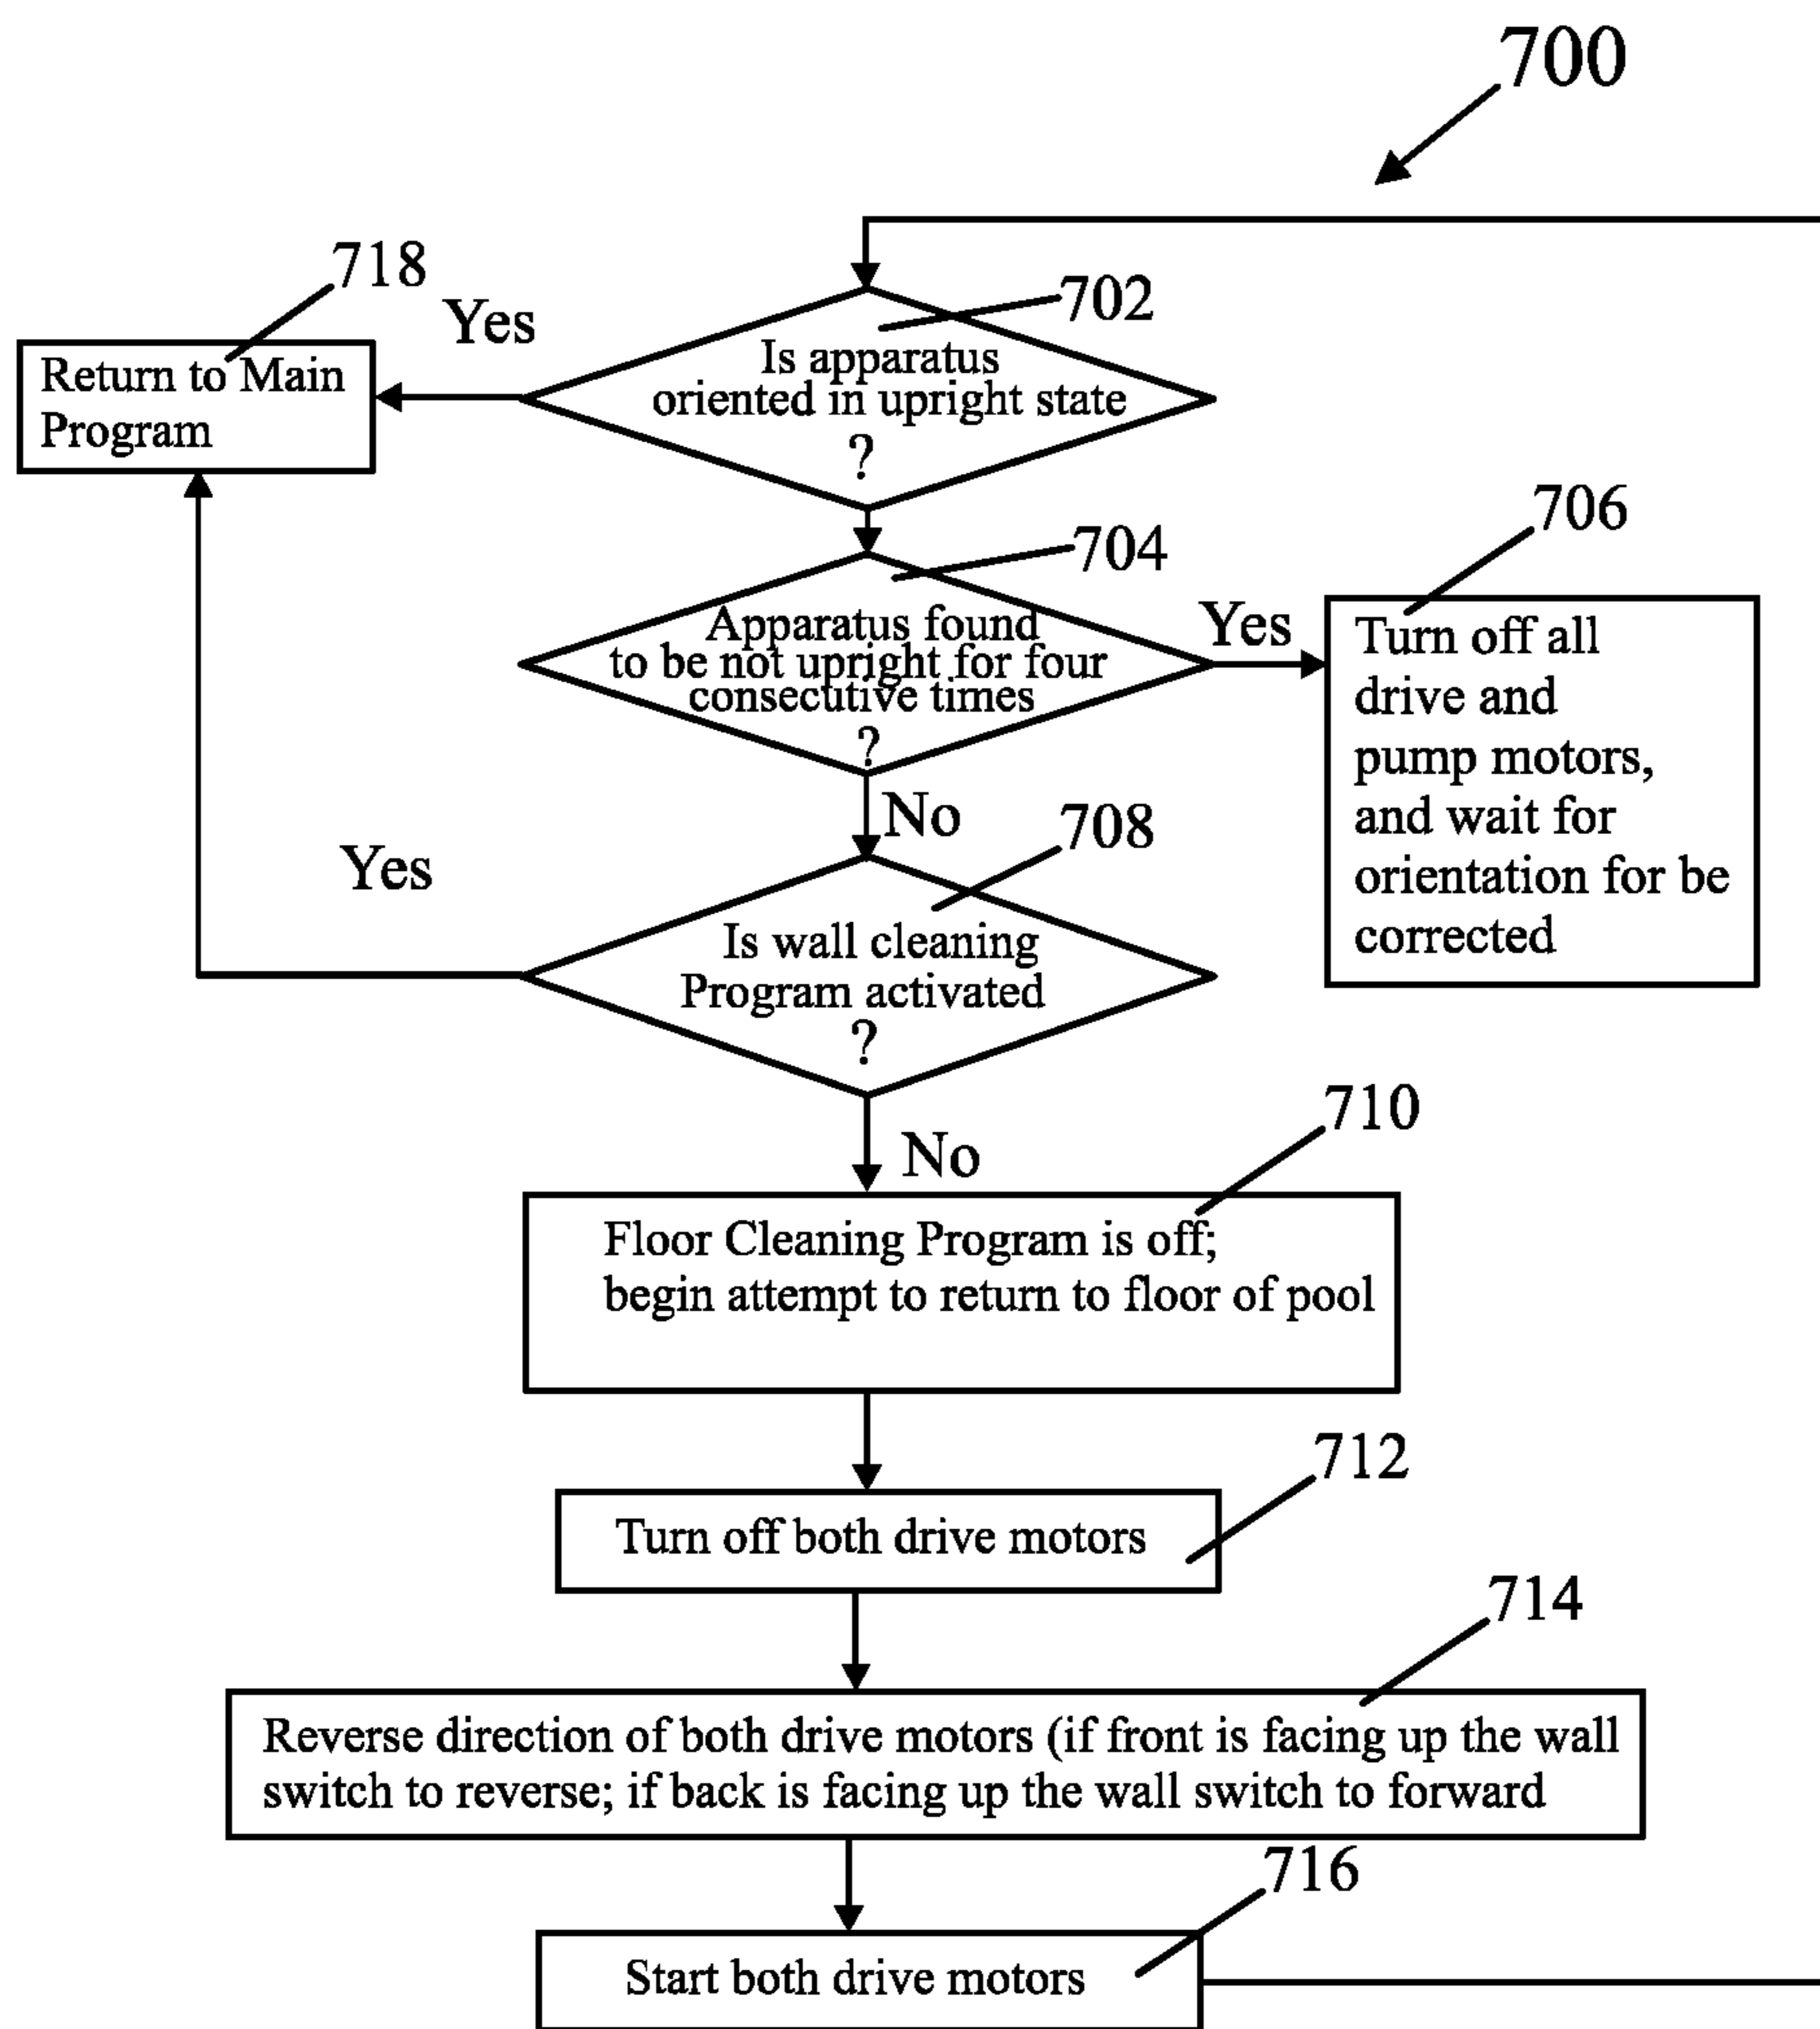 700
718
Yes
702
Return to Main
Program
Is apparatus
oriented in upright state
?
704
706
Apparatus found
to be not upright for four
consecutive times
?
Yes
Turn off all
drive and
pump motors,
and wait for
orientation for be
corrected
No
708
Yes
Is wall cleaning
Program activated
?
No
710
Floor Cleaning Program is off;
begin attempt to return to floor of pool
712
Turn off both drive motors
714
Reverse direction of both drive motors (if front is facing up the wall
switch to reverse; if back is facing up the wall switch to forward
716
Start both drive motors